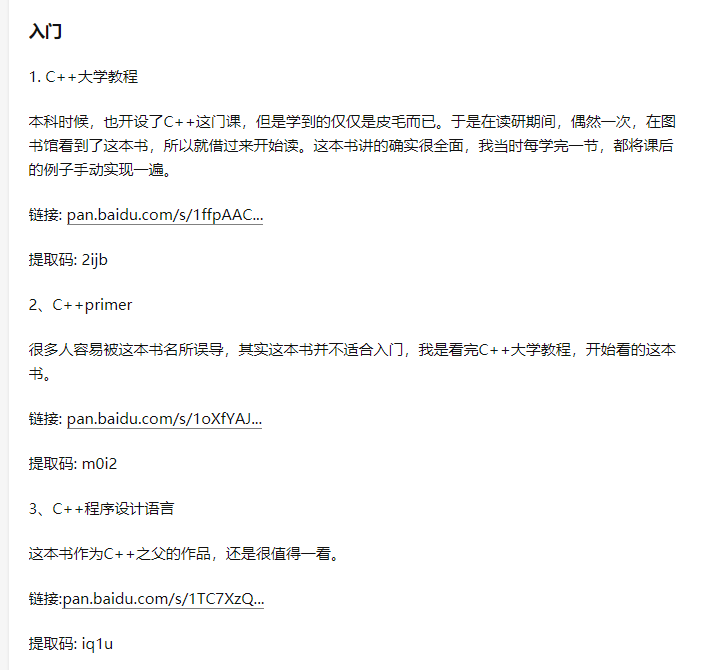 入门
1. C++大学教程
本科时候，也开设了C++这门课，但是学到的仅仅是皮毛而已。于是在读研期间，偶然一次，在图
书馆看到了这本书，所以就借过来开始读。这本书讲的确实很全面，我当时每学完一节，都将课后
的例子手动实现一遍。
链接: pan.baidu.com/s/1ffpAAC...
提取码: 2ijb
2、C++primer
很多人容易被这本书名所误导，其实这本书并不适合入门，我是看完C++大学教程，开始看的这本
书。
链接: pan.baidu.com/s/1oXfYAJ...
提取码: m0i2
3、C++程序设计语言
这本书作为C++之父的作品，还是很值得一看。
链接:pan.baidu.com/s/1TC7XzQ...
提取码: iq1u